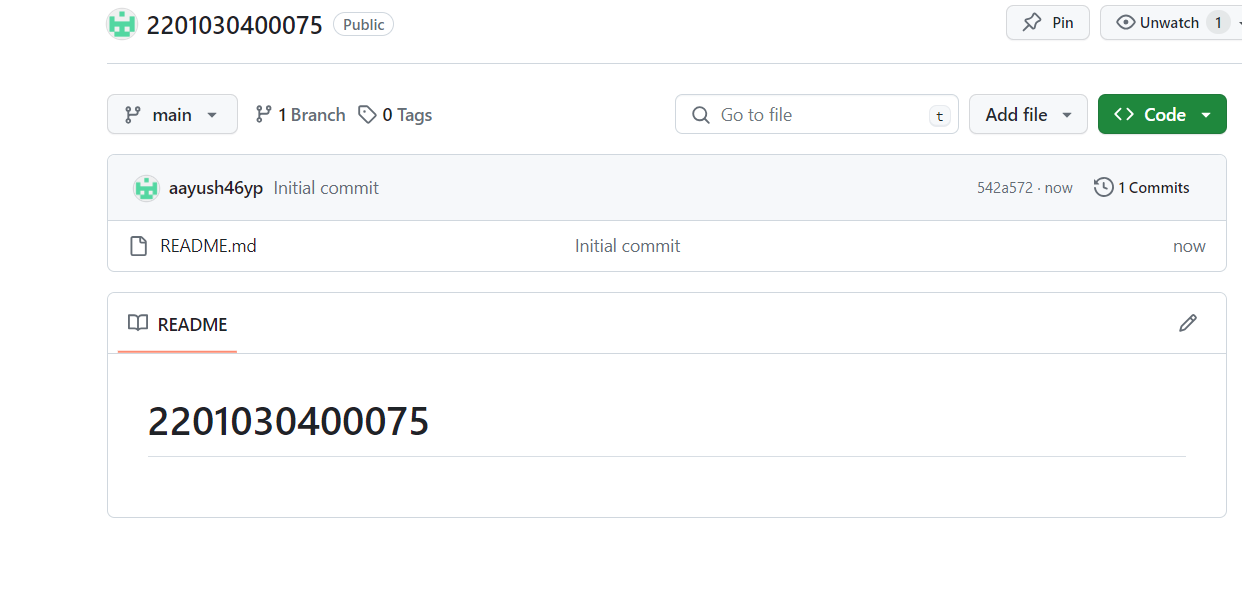 2201030400075 Public Pin Unwatch 1
main 1 Branch 0 Tags Go to file t Add file Code
aayush46yp Initial commit 542a572 · now 1 Commits
README.md Initial commit now
README
2201030400075